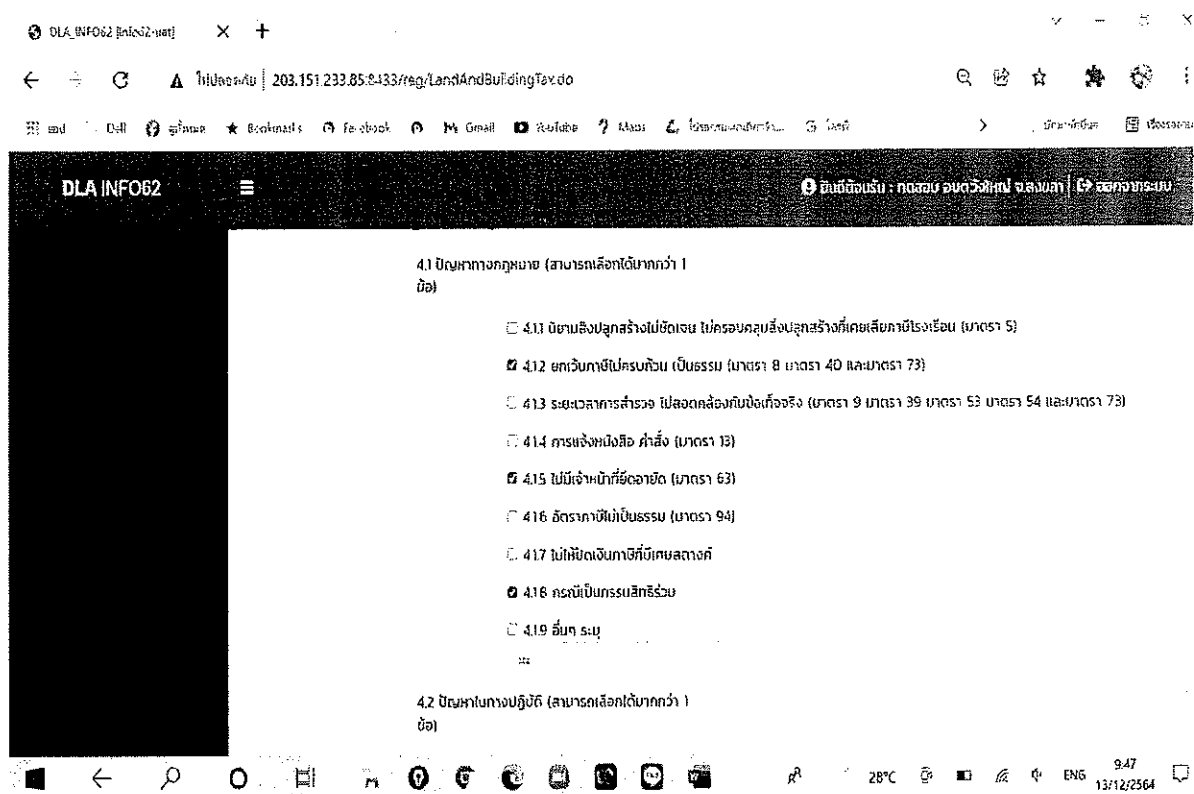 DLA_INFO62 [info62-uat]
ไม่ปลอดภัย | 203.151.233.85:8433/reg/LandAndBuildingTax.do
Dell Bookmarks Facebook Gmail YouTube Maps
DLA INFO62
ยินดีต้อนรับ : ทดสอบ อบต.วังใหญ่ จ.สงขลา | ออกจากระบบ
4.1 ปัญหาทางกฎหมาย (สามารถเลือกได้มากกว่า 1
ข้อ)
4.1.1 นิยามสิ่งปลูกสร้างไม่ชัดเจน ไม่ครอบคลุมสิ่งปลูกสร้างที่เคยเสียภาษีโรงเรือน (มาตรา 5)
4.1.2 ยกเว้นภาษีไม่ครบถ้วน เป็นธรรม (มาตรา 8 มาตรา 40 และมาตรา 73)
4.1.3 ระยะเวลาการสำรวจ ไม่สอดคล้องกับข้อเท็จจริง (มาตรา 9 มาตรา 39 มาตรา 53 มาตรา 54 และมาตรา 73)
4.1.4 การแจ้งหนังสือ คำสั่ง (มาตรา 13)
4.1.5 ไม่มีเจ้าหน้าที่ยึดอายัด (มาตรา 63)
4.1.6 อัตราภาษีไม่เป็นธรรม (มาตรา 94)
4.1.7 ไม่ให้ปัดเงินภาษีที่มีเศษสตางค์
4.1.8 กรณีเป็นกรรมสิทธิ์ร่วม
4.1.9 อื่นๆ ระบุ
4.2 ปัญหาในทางปฏิบัติ (สามารถเลือกได้มากกว่า 1
ข้อ)
28°C ENG 9:47
13/12/2564